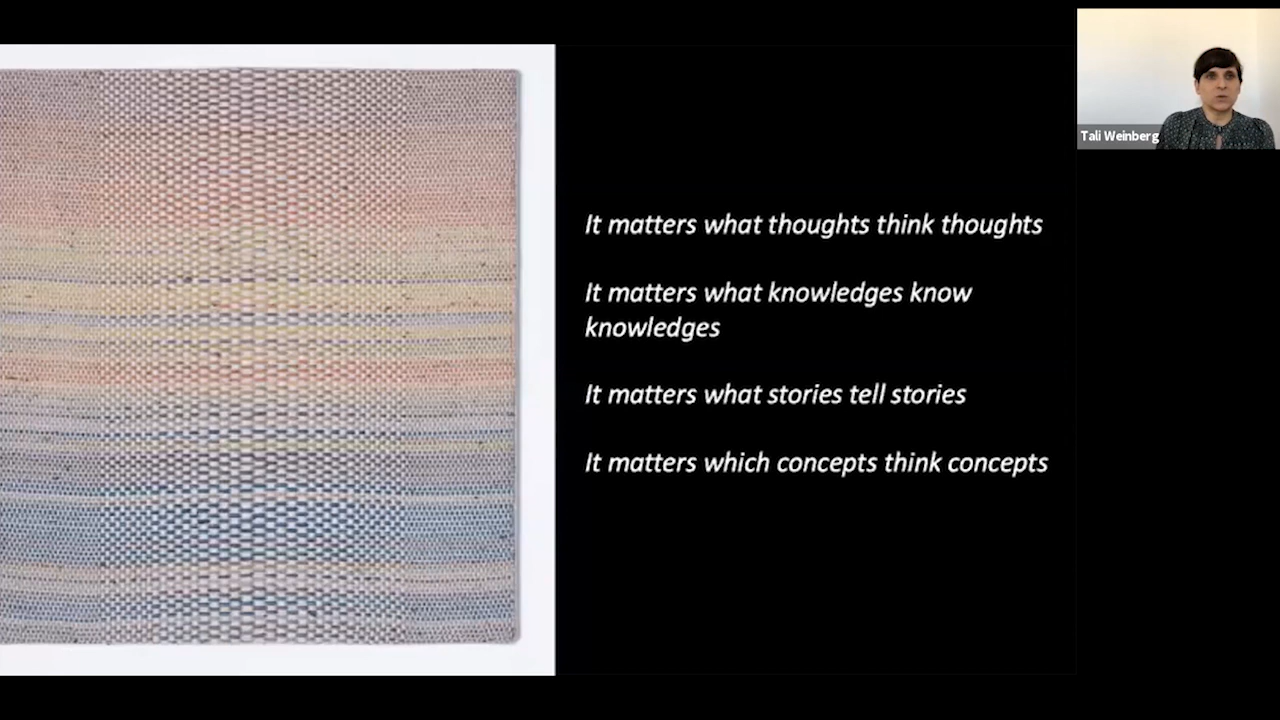 It matters what thoughts think thoughts
It matters what knowledges know
knowledges
It matters what stories tell stories
It matters which concepts think concepts
Tali Weinberg